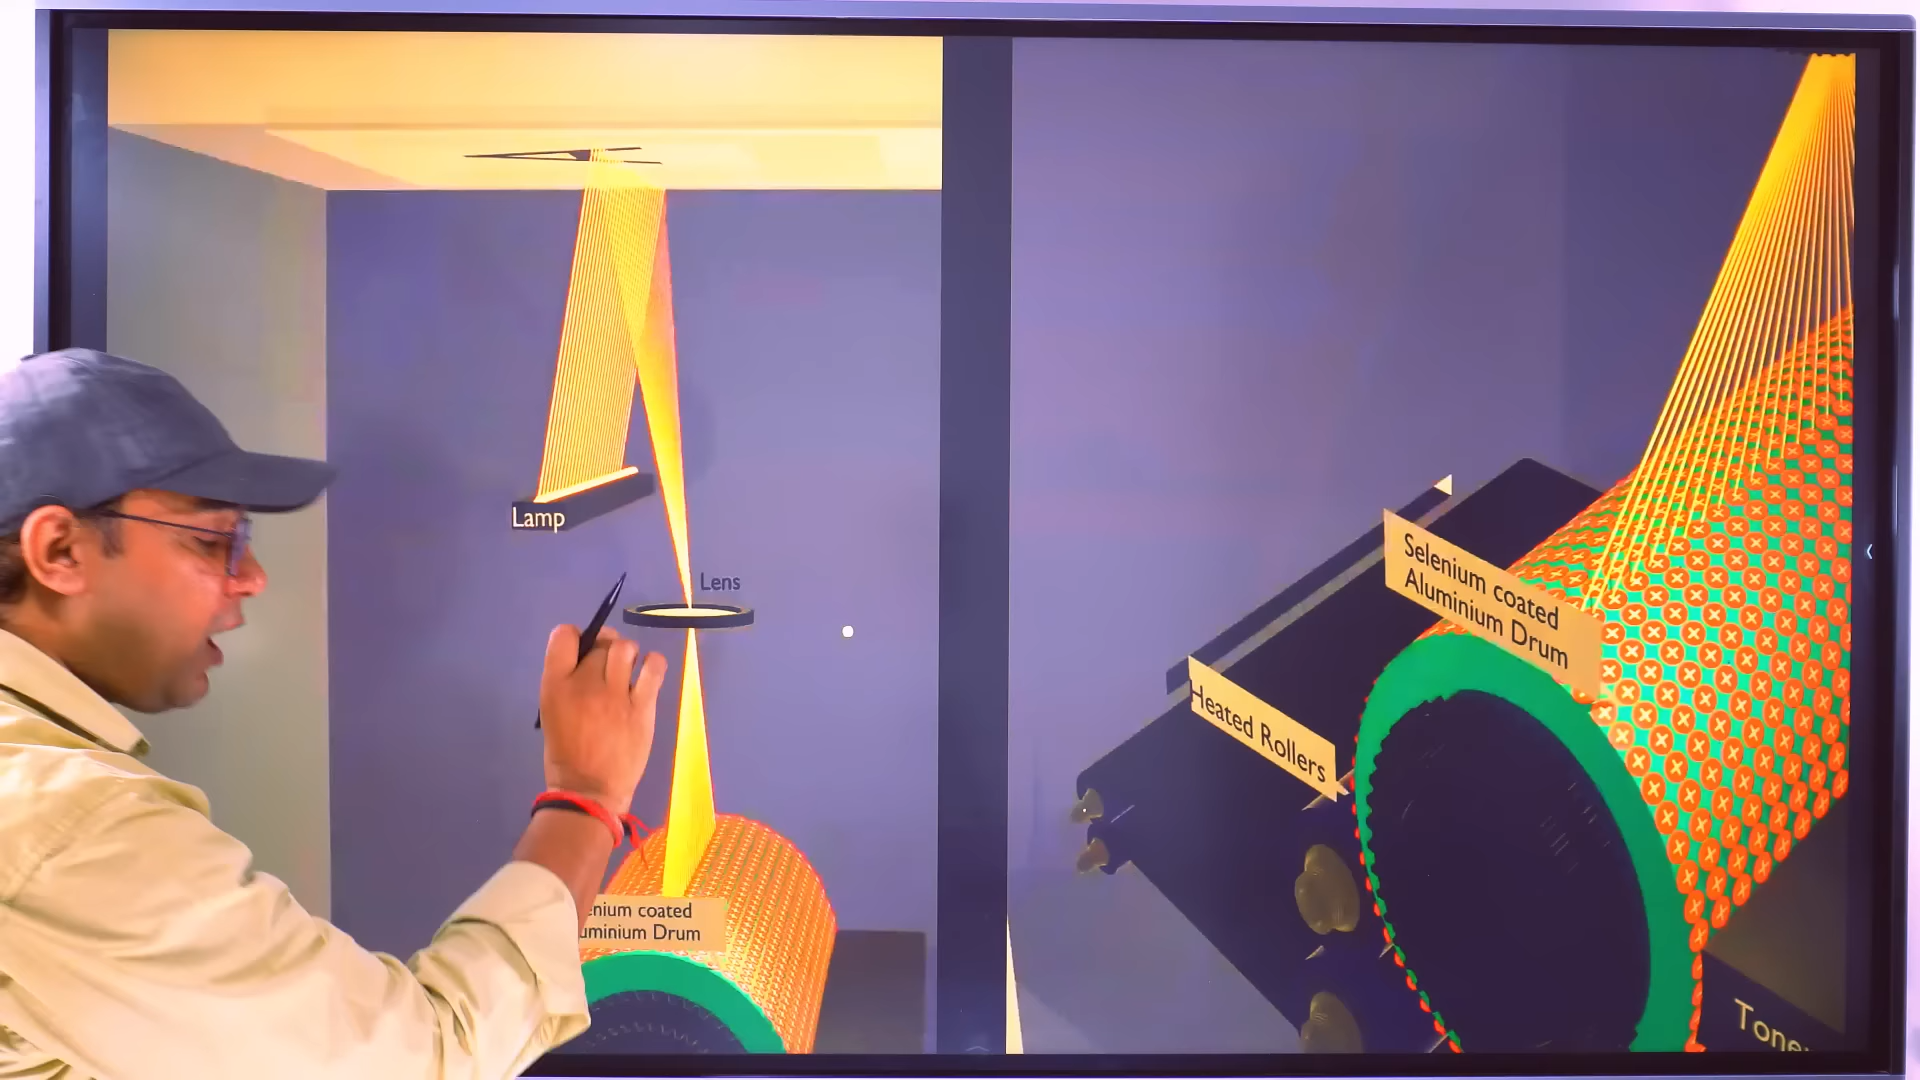 Lamp
Lens
enium coated
uminium Drum
Selenium coated
Aluminium Drum
Heated Rollers
Tone